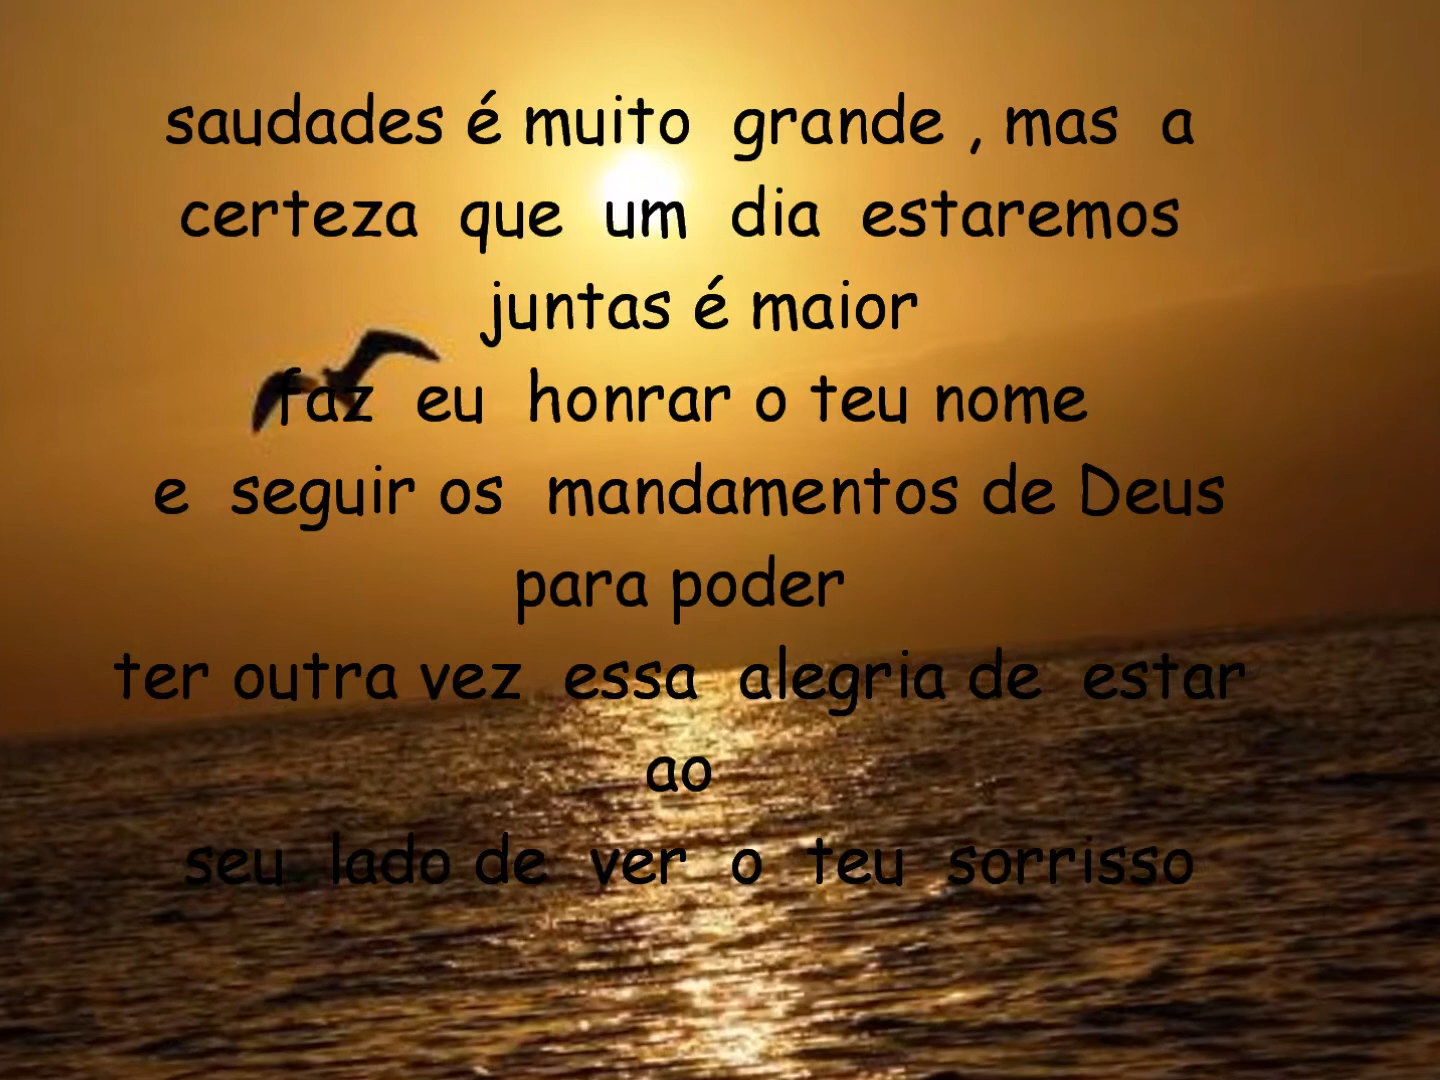 saudades é muito grande , mas a
certeza que um dia estaremos
juntas é maior
faz eu honrar o teu nome
e seguir os mandamentos de Deus
para poder
ter outra vez essa alegria de estar
ao
seu lado de ver o teu sorrisso